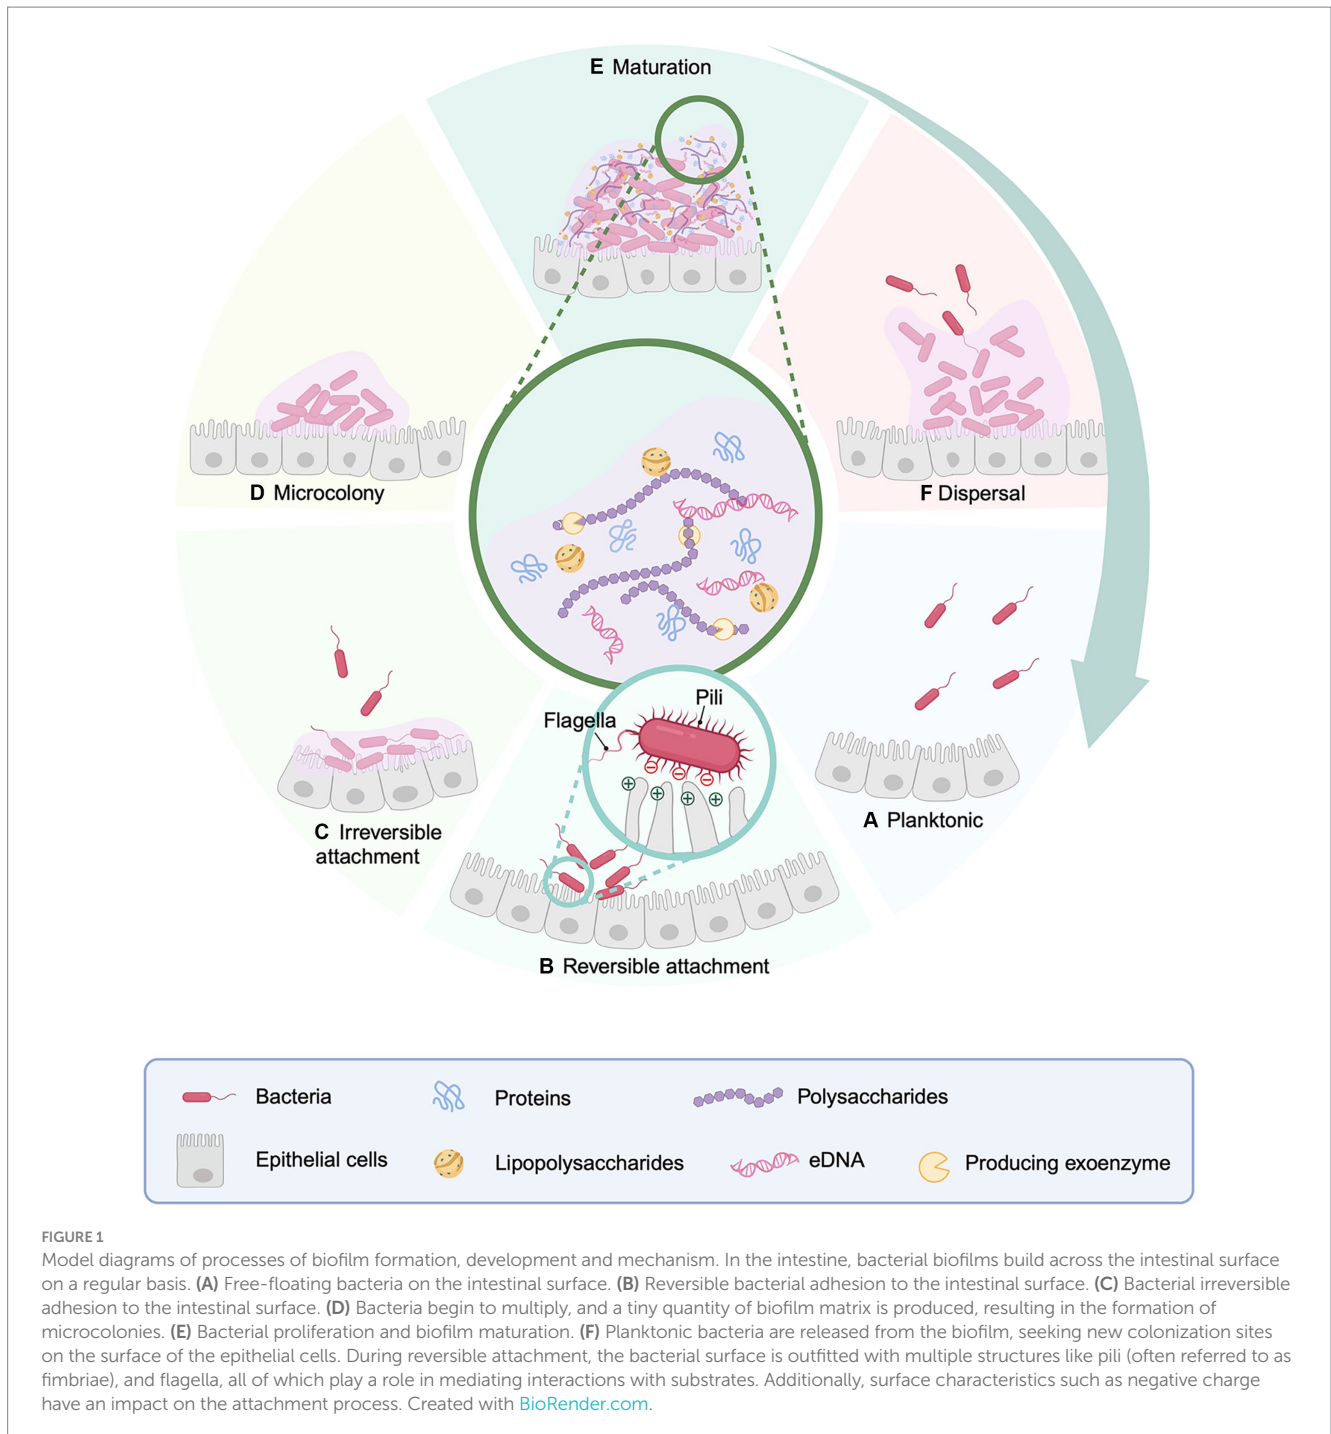 E Maturation
D Microcolony
F Dispersal
Pili
Flagella
A Planktonic
C Irreversible
attachment
B Reversible attachment
Bacteria
Proteins
Polysaccharides
Epithelial cells
Lipopolysaccharides
eDNA
Producing exoenzyme
FIGURE 1
Model diagrams of processes of biofilm formation, development and mechanism. In the intestine, bacterial biofilms build across the intestinal surface
on a regular basis. (A) Free-floating bacteria on the intestinal surface. (B) Reversible bacterial adhesion to the intestinal surface. (C) Bacterial irreversible
adhesion to the intestinal surface. (D) Bacteria begin to multiply, and a tiny quantity of biofilm matrix is produced, resulting in the formation of
microcolonies. (E) Bacterial proliferation and biofilm maturation. (F) Planktonic bacteria are released from the biofilm, seeking new colonization sites
on the surface of the epithelial cells. During reversible attachment, the bacterial surface is outfitted with multiple structures like pili (often referred to as
fimbriae), and flagella, all of which play a role in mediating interactions with substrates. Additionally, surface characteristics such as negative charge
have an impact on the attachment process. Created with BioRender.com.